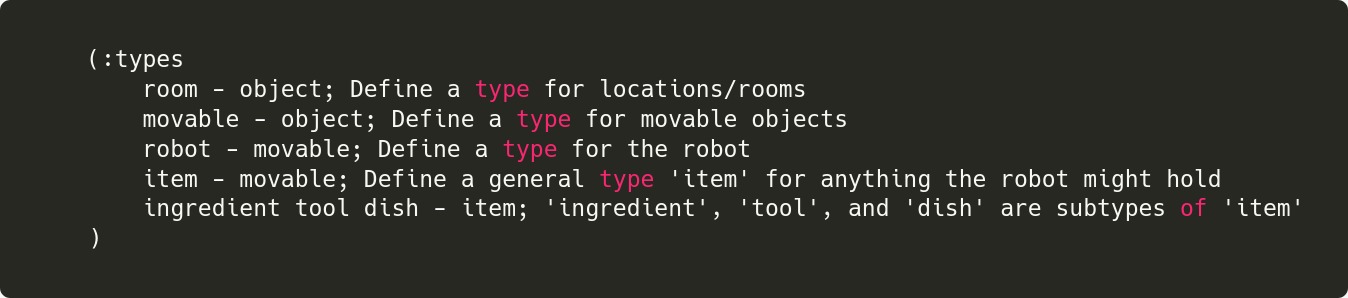 (:types
    room - object; Define a type for locations/rooms
    movable - object; Define a type for movable objects
    robot - movable; Define a type for the robot
    item - movable; Define a general type 'item' for anything the robot might hold
    ingredient tool dish - item; 'ingredient', 'tool', and 'dish' are subtypes of 'item'
)